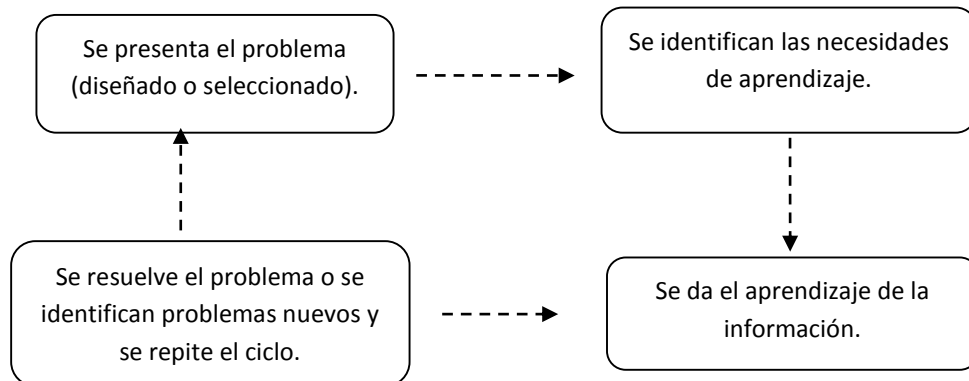 Se presenta el problema
(diseñado o seleccionado).
Se identifican las necesidades
de aprendizaje.
Se resuelve el problema o se
identifican problemas nuevos y
se repite el ciclo.
Se da el aprendizaje de la
información.